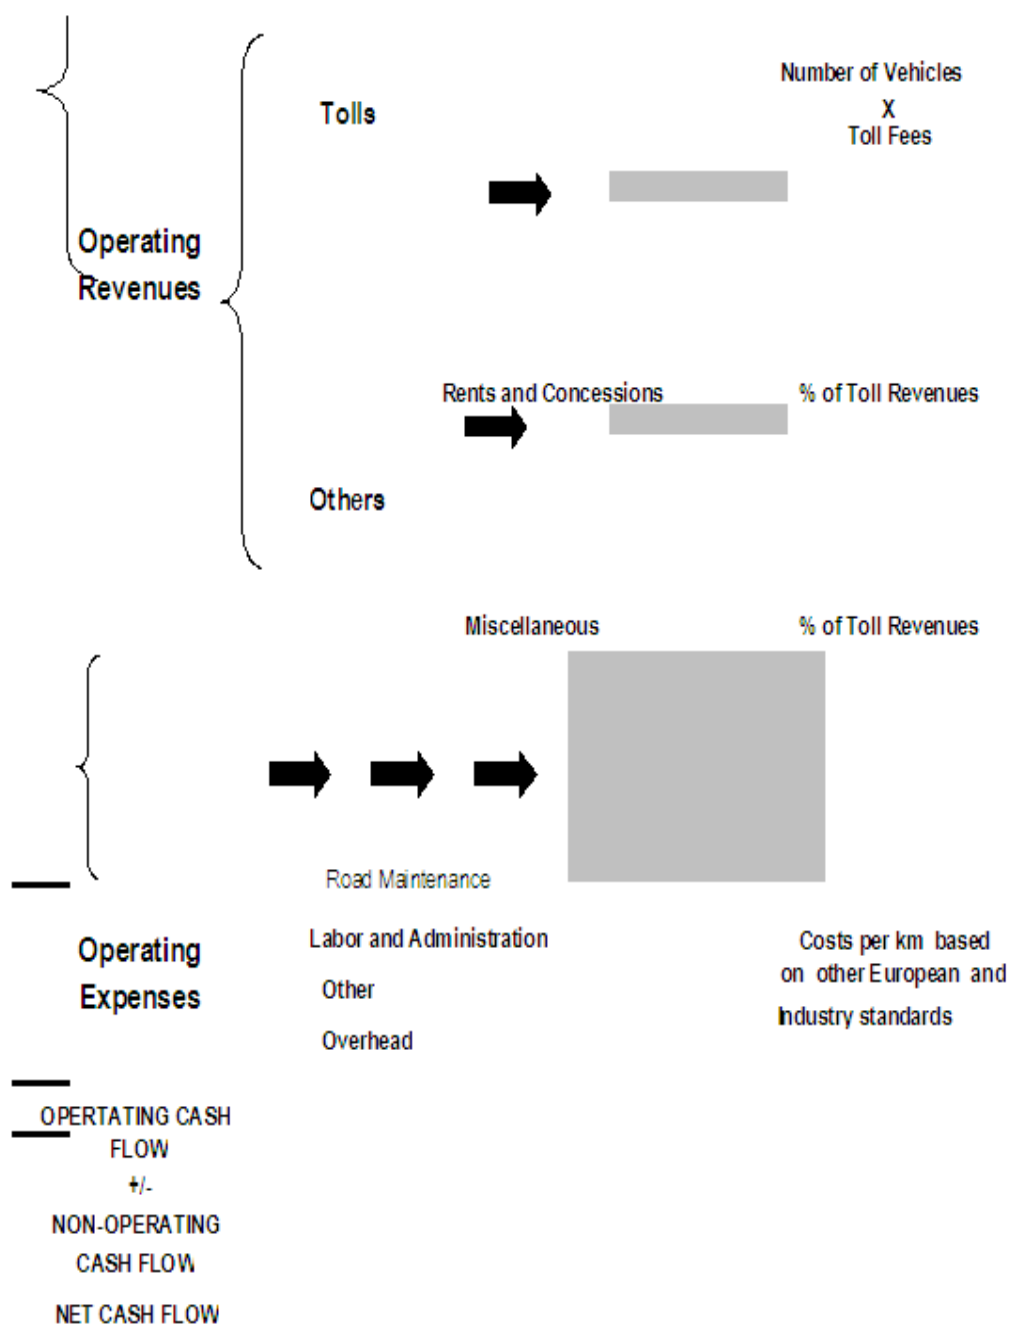 Number of Vehicles
X
Toll Fees
Tolls
Operating
Revenues
Rents and Concessions
% of Toll Revenues
Others
Miscellaneous
% of Toll Revenues
Road Maintenance
Operating
Expenses
Labor and Administration
Other
Overhead
Costs per km based
on other European and
Industry standards
OPERTATING CASH
FLOW
+/-
NON-OPERATING
CASH FLOW
NET CASH FLOW